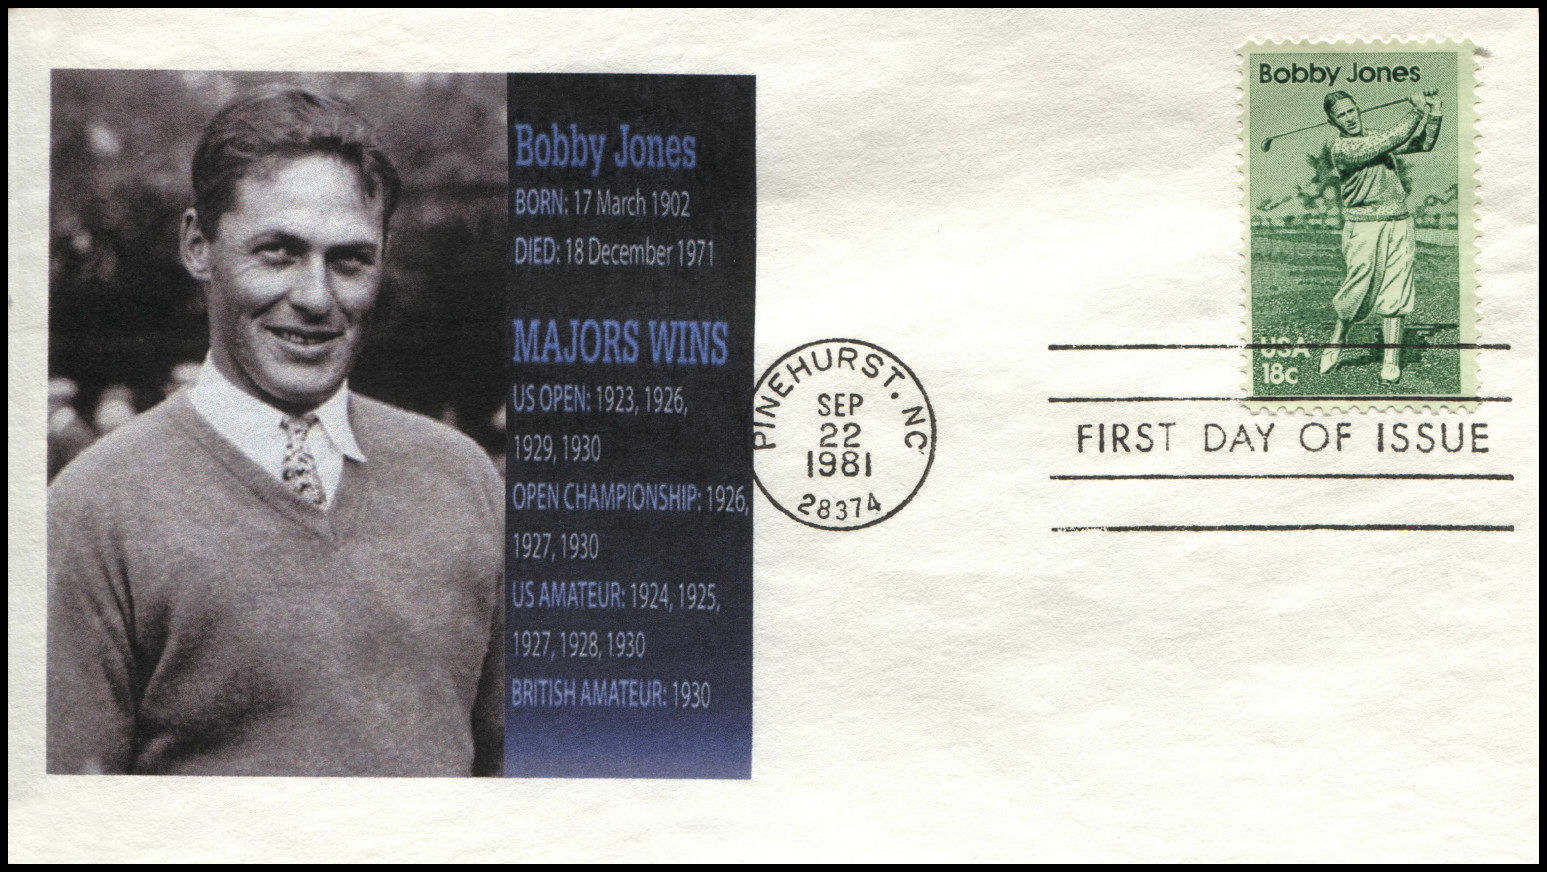 Bobby Jones
BORN: 17 March 1902
DIED: 18 December 1971
MAJORS WINS
US OPEN: 1923, 1926,
1929, 1930
OPEN CHAMPIONSHIP: 1926,
1927, 1930
US AMATEUR: 1924, 1925,
1927, 1928, 1930
BRITISH AMATEUR: 1930
PINEHURST, NC
SEP
22
1981
28374
Bobby Jones
USA
18c
FIRST DAY OF ISSUE